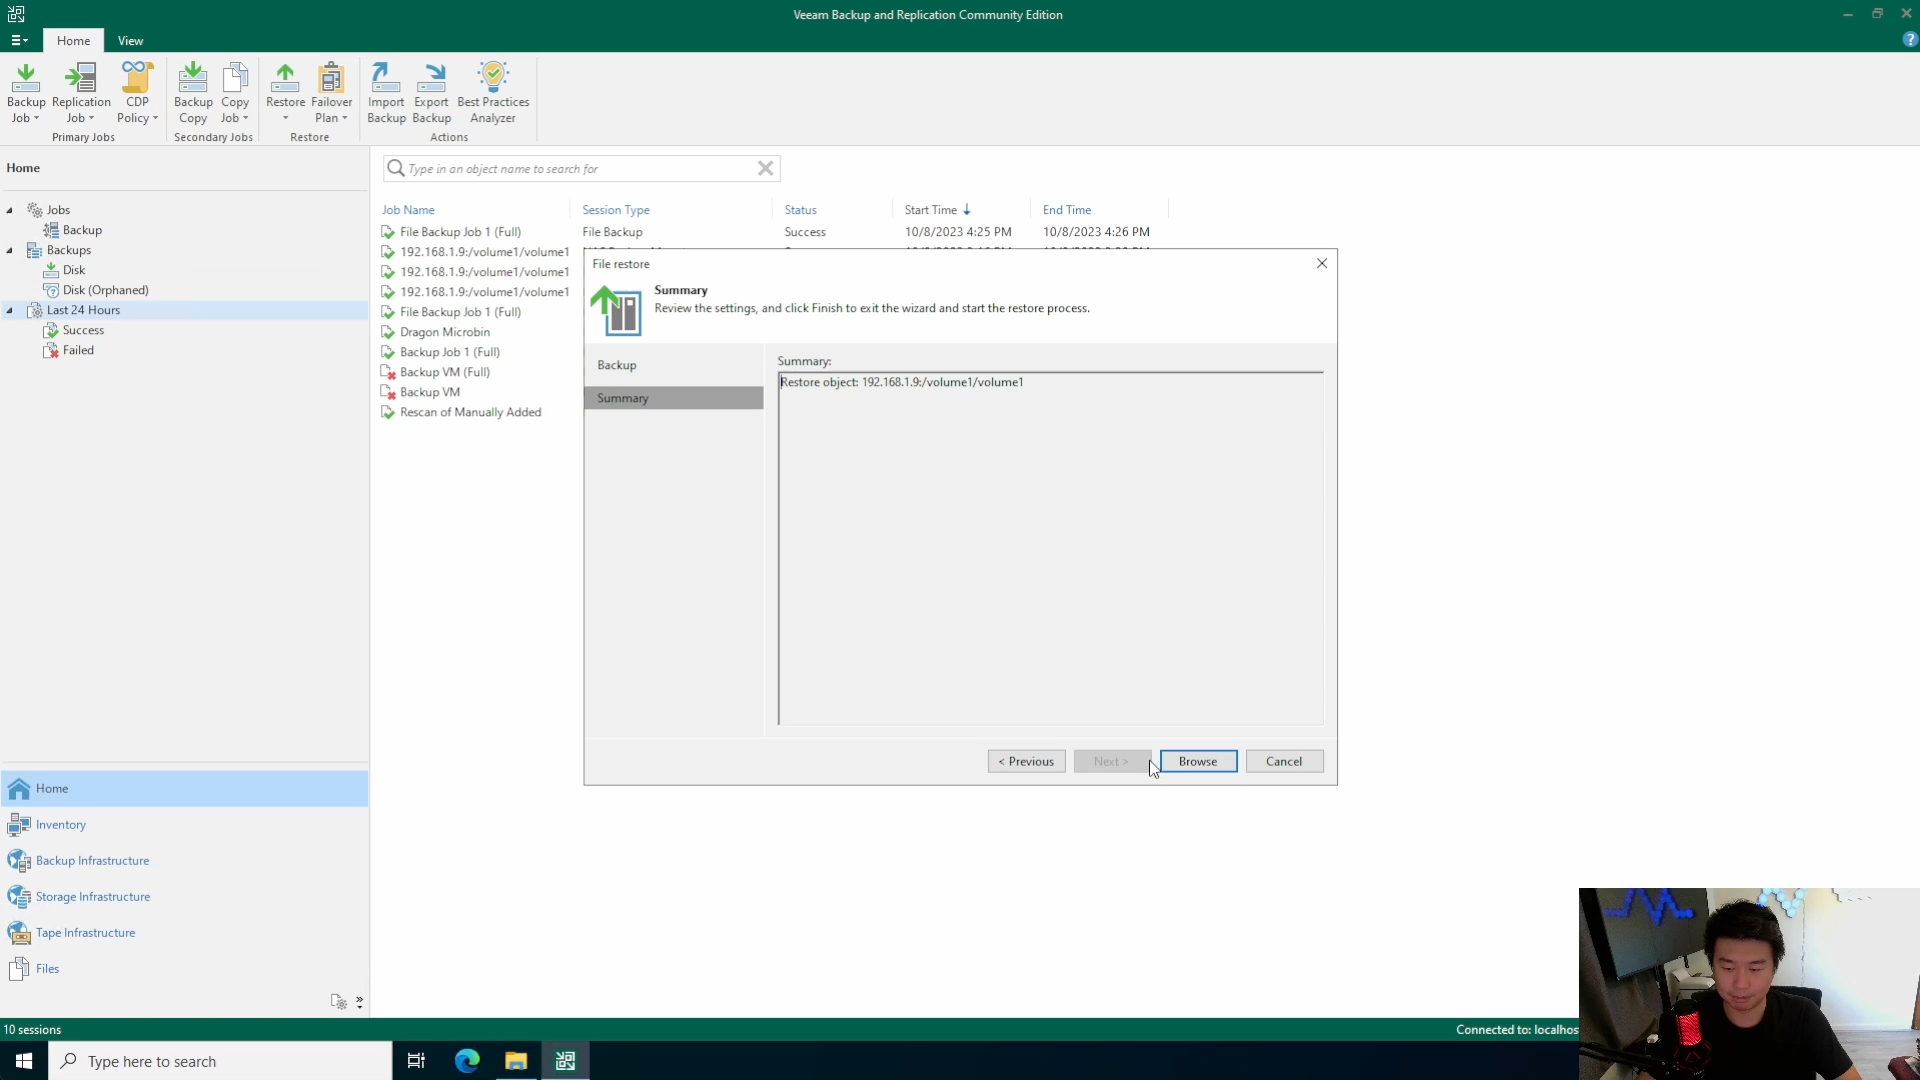 Veeam Backup and Replication Community Edition
Home
View
Backup Job
Replication Job
CDP Policy
Backup Copy
Copy Job
Restore
Failover Plan
Import Backup
Export Backup
Best Practices Analyzer
Primary Jobs
Secondary Jobs
Restore
Actions
Home
Jobs
Backup
Backups
Disk
Disk (Orphaned)
Last 24 Hours
Success
Failed
Type in an object name to search for
Job Name
Session Type
Status
Start Time
End Time
File Backup Job 1 (Full)
File Backup
Success
10/8/2023 4:25 PM
10/8/2023 4:26 PM
192.168.1.9:/volume1/volume1
192.168.1.9:/volume1/volume1
192.168.1.9:/volume1/volume1
File Backup Job 1 (Full)
Dragon Microbin
Backup Job 1 (Full)
Backup VM (Full)
Backup VM
Rescan of Manually Added
File restore
Summary
Review the settings, and click Finish to exit the wizard and start the restore process.
Backup
Summary
Summary:
Restore object: 192.168.1.9:/volume1/volume1
< Previous
Next >
Browse
Cancel
Home
Inventory
Backup Infrastructure
Storage Infrastructure
Tape Infrastructure
Files
10 sessions
Connected to: localhos
Type here to search